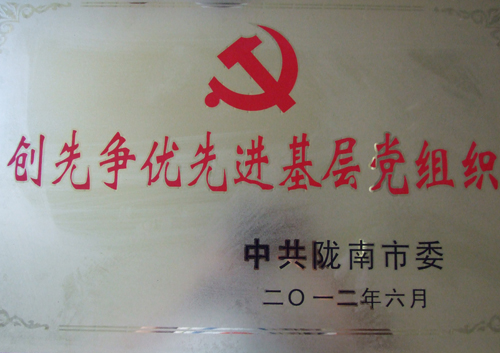 创先争优先进基层党组织
中共陇南市委
二〇一二年六月